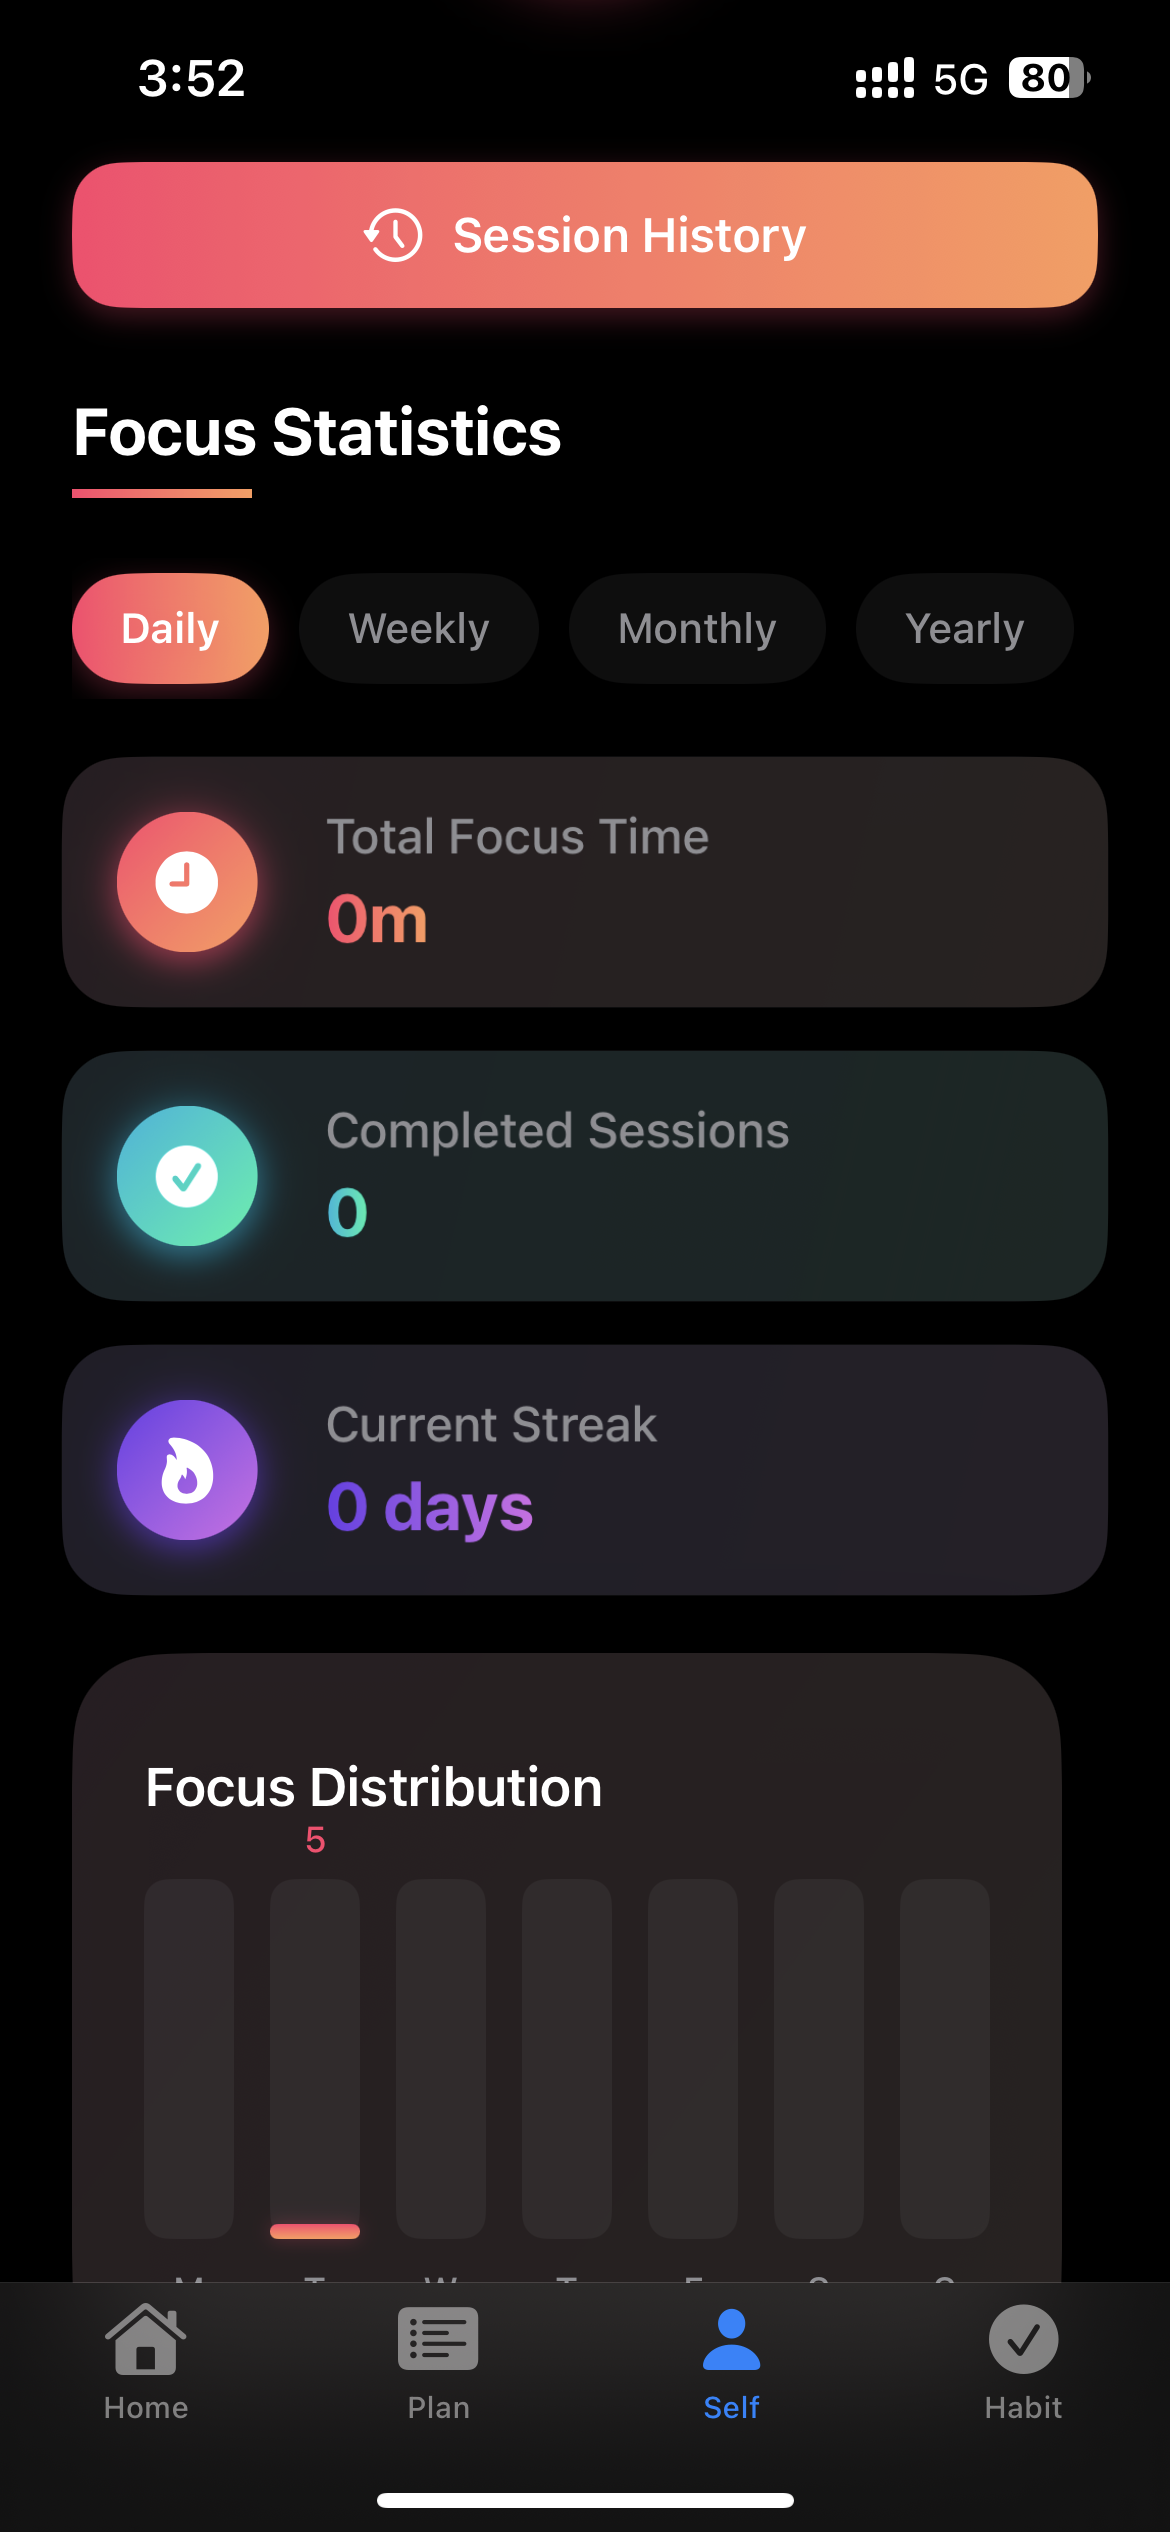 3:52
5G
80
Session History
Focus Statistics
Daily
Weekly
Monthly
Yearly
Total Focus Time
0m
Completed Sessions
0
Current Streak
0 days
Focus Distribution
5
Home
Plan
Self
Habit